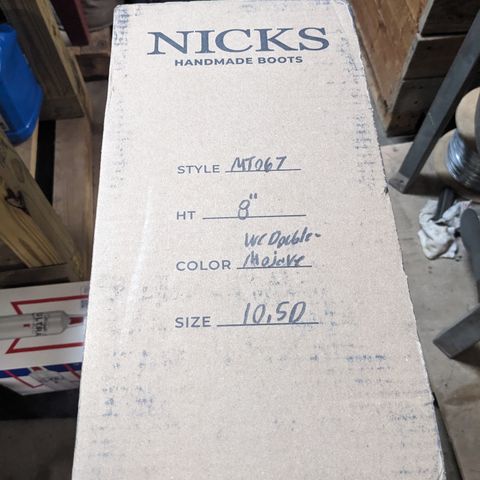 NICKS
HANDMADE BOOTS
STYLE MT067
HT 8"
WC Double-
COLOR Mojave
SIZE 10.5D